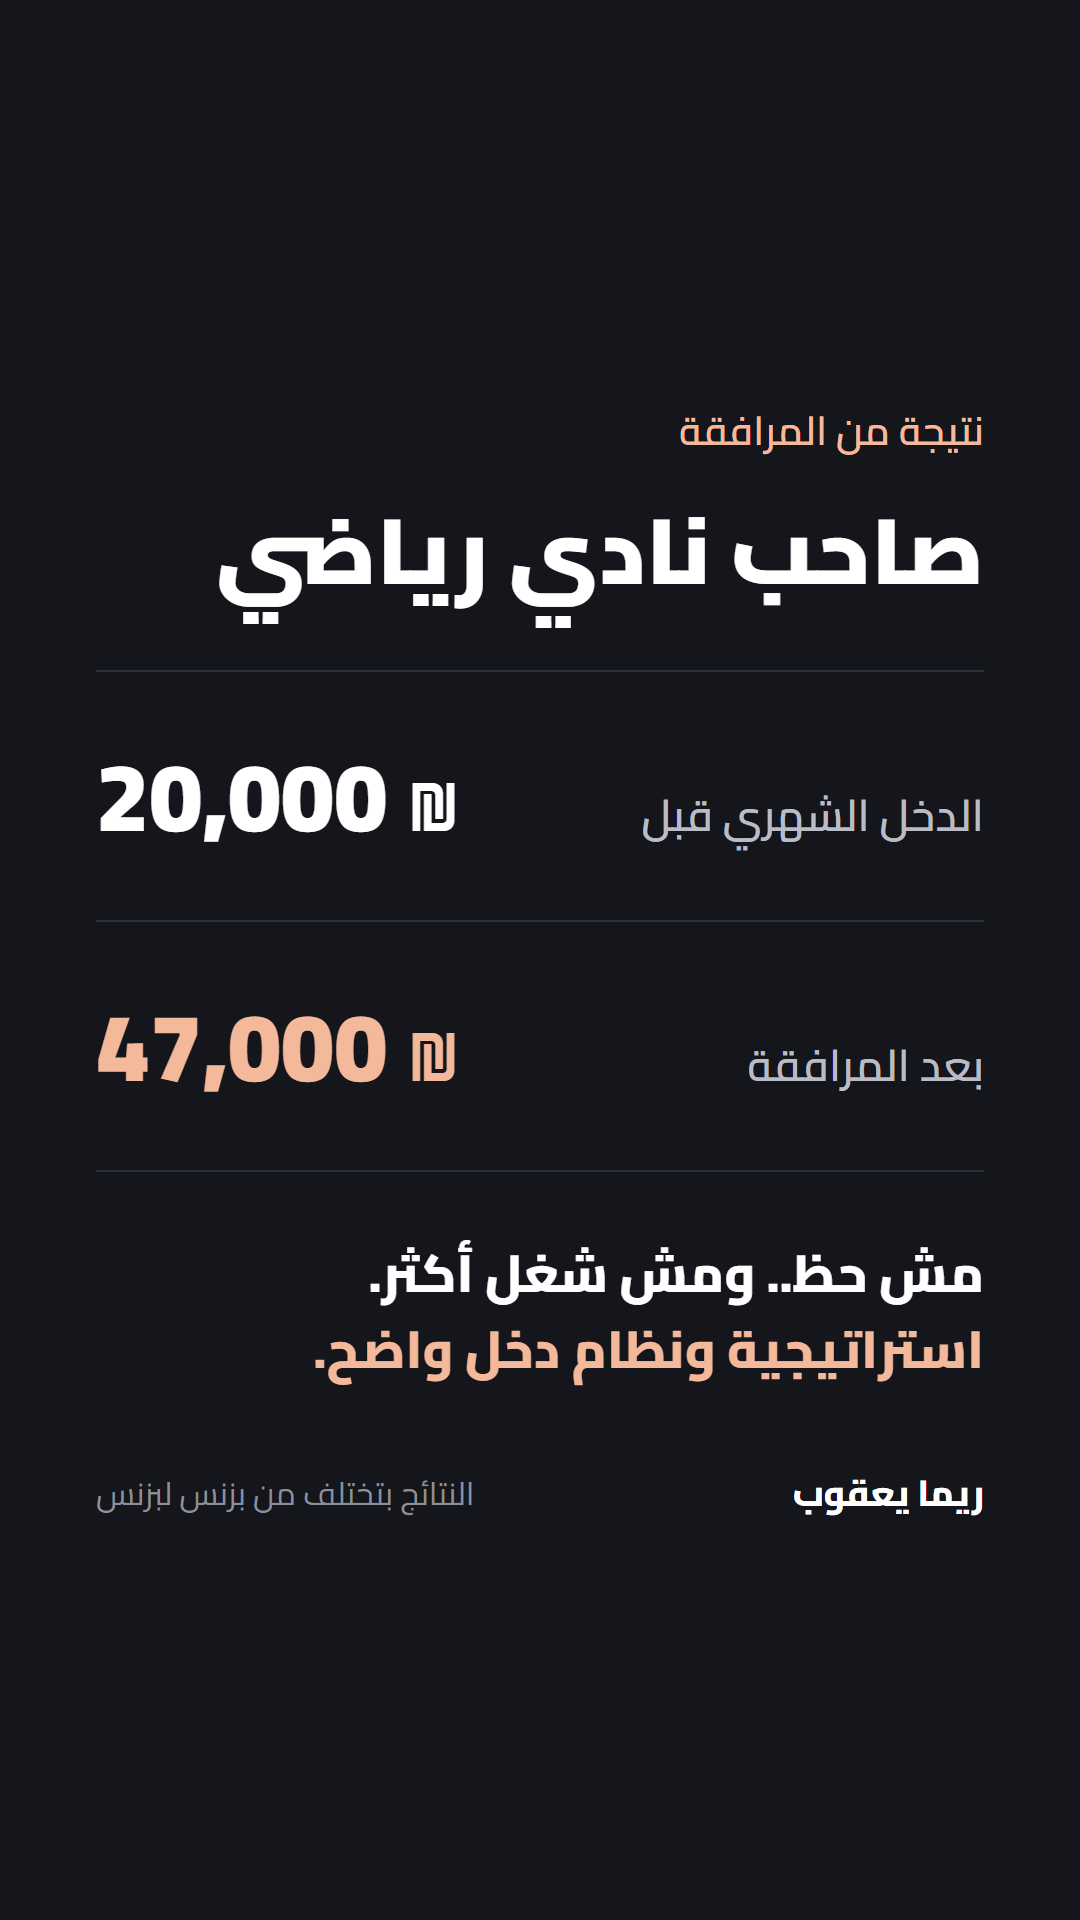 نتيجة من المرافقة
صاحب نادي رياضي
الدخل الشهري قبل 20,000 ₪
بعد المرافقة 47,000 ₪
مش حظ.. ومش شغل أكثر.
استراتيجية ونظام دخل واضح.
ريما يعقوب النتائج بتختلف من بزنس لبزنس